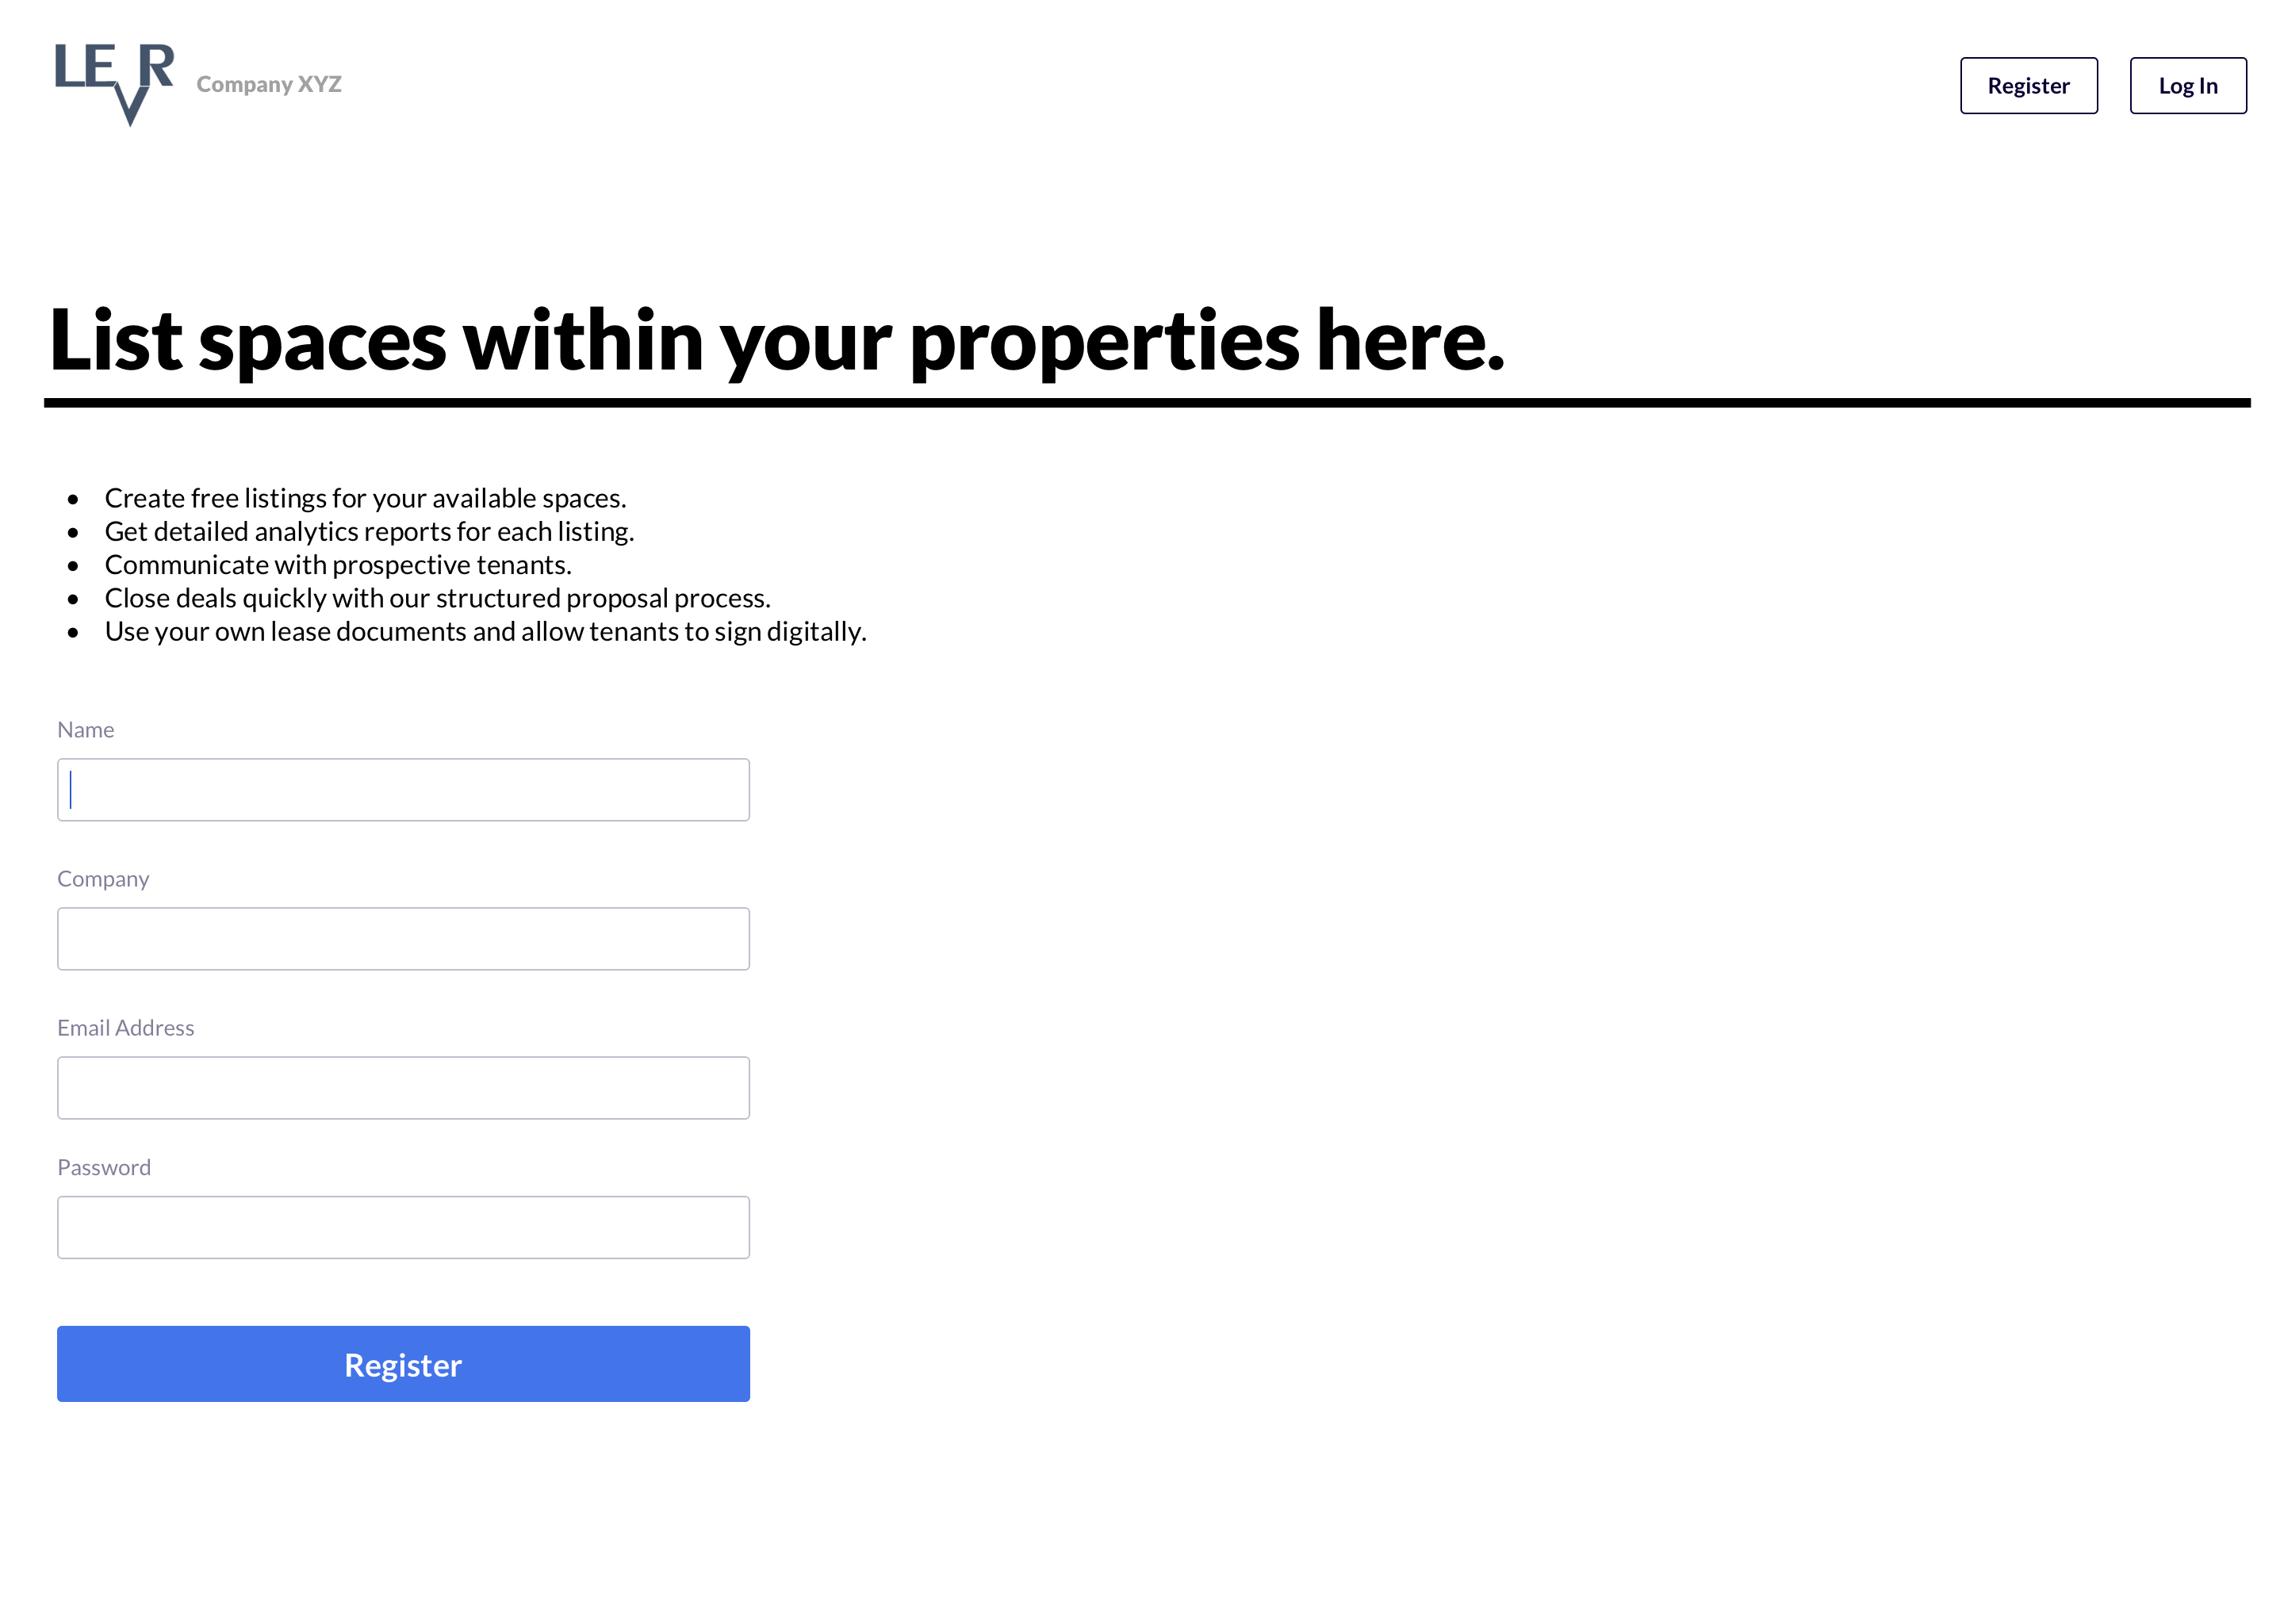 LEVR
Company XYZ
Register
Log In
List spaces within your properties here.
• Create free listings for your available spaces.
• Get detailed analytics reports for each listing.
• Communicate with prospective tenants.
• Close deals quickly with our structured proposal process.
• Use your own lease documents and allow tenants to sign digitally.
Name
Company
Email Address
Password
Register